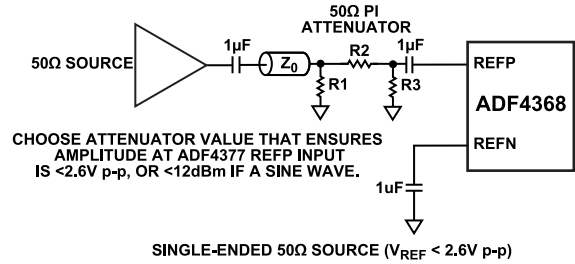 50Ω PI
ATTENUATOR
50Ω SOURCE
1µF
Z0
R2
1µF
R1
R3
REFP
ADF4368
REFN
1uF
CHOOSE ATTENUATOR VALUE THAT ENSURES
AMPLITUDE AT ADF4377 REFP INPUT
IS <2.6V p-p, OR <12dBm IF A SINE WAVE.
SINGLE-ENDED 50Ω SOURCE (VREF < 2.6V p-p)